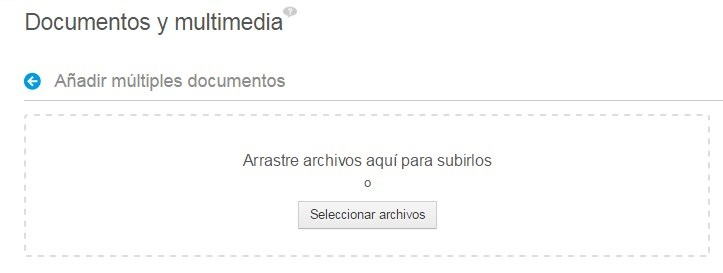 Documentos y multimedia
Añadir múltiples documentos
Arrastre archivos aquí para subirlos
o
Seleccionar archivos